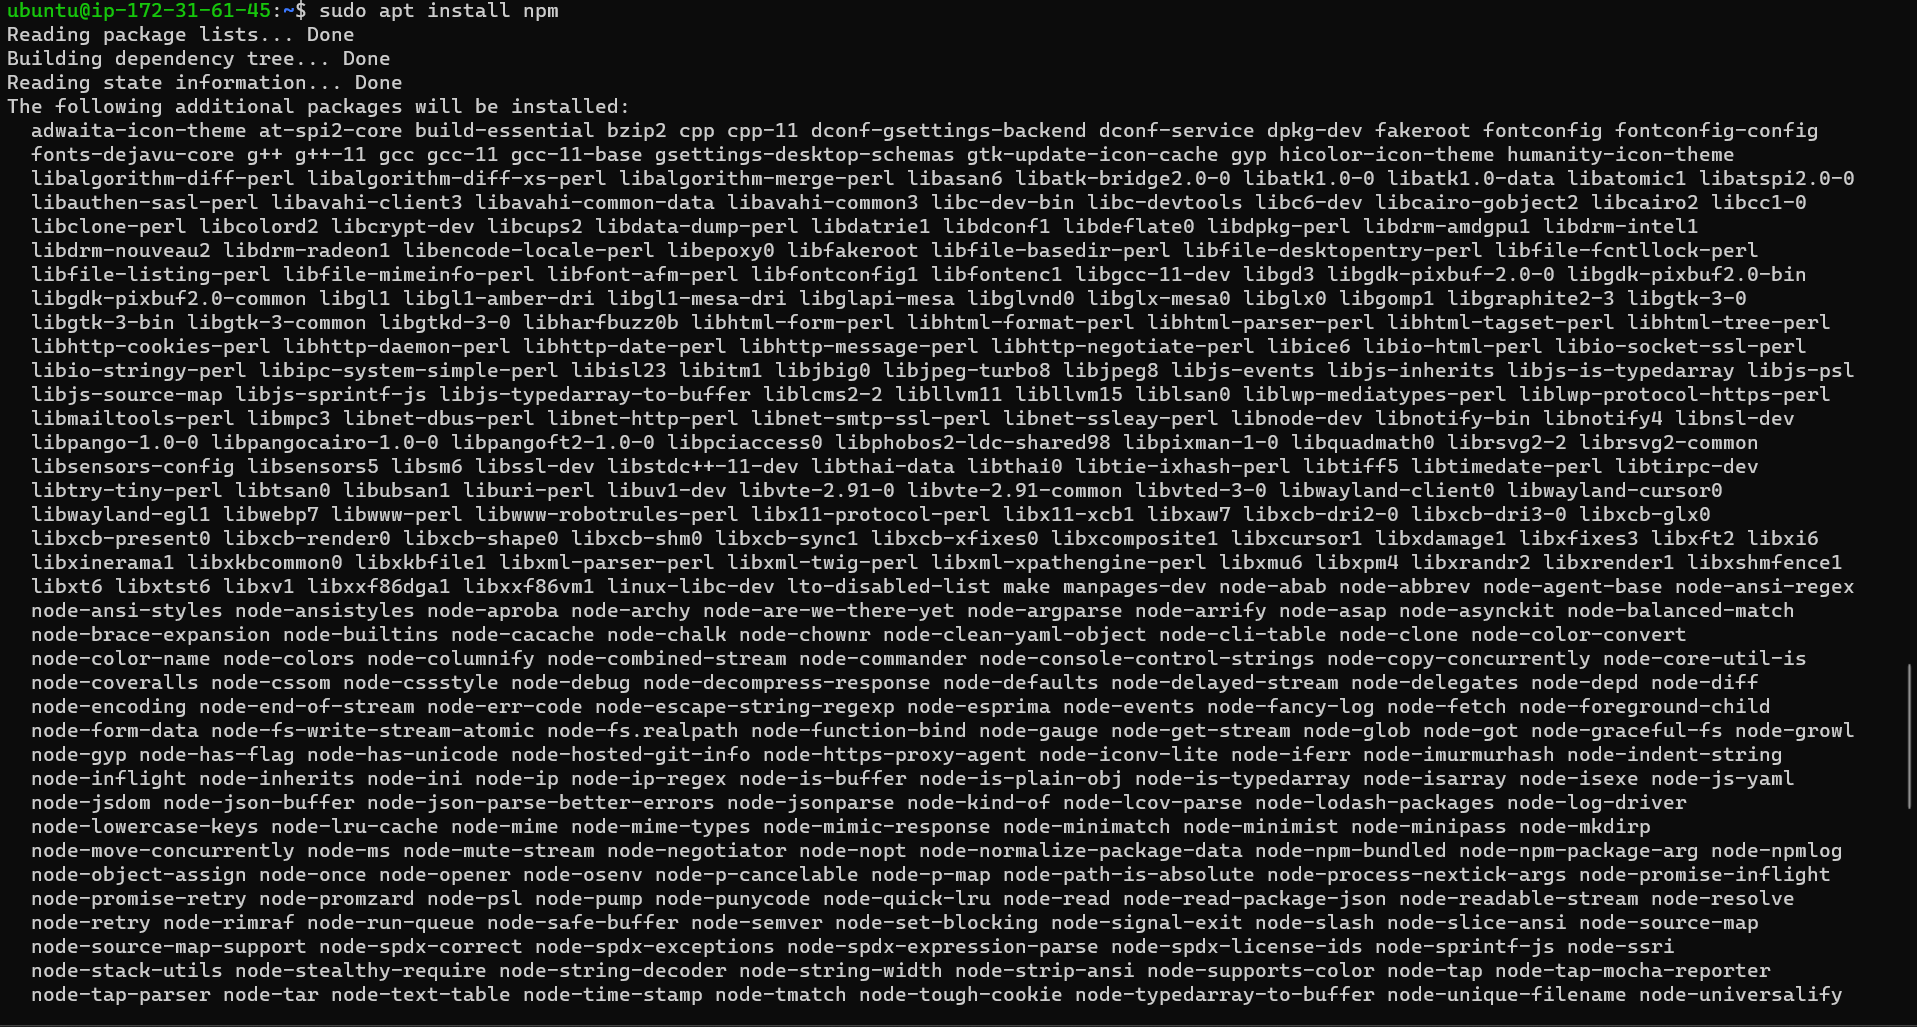 ubuntu@ip-172-31-61-45:~$ sudo apt install npm
Reading package lists... Done
Building dependency tree... Done
Reading state information... Done
The following additional packages will be installed:
  adwaita-icon-theme at-spi2-core build-essential bzip2 cpp cpp-11 dconf-gsettings-backend dconf-service dpkg-dev fakeroot fontconfig fontconfig-config
  fonts-dejavu-core g++ g++-11 gcc gcc-11 gcc-11-base gsettings-desktop-schemas gtk-update-icon-cache gyp hicolor-icon-theme humanity-icon-theme
  libalgorithm-diff-perl libalgorithm-diff-xs-perl libalgorithm-merge-perl libasan6 libatk-bridge2.0-0 libatk1.0-0 libatk1.0-data libatomic1 libatspi2.0-0
  libauthen-sasl-perl libavahi-client3 libavahi-common-data libavahi-common3 libc-dev-bin libc-devtools libc6-dev libcairo-gobject2 libcairo2 libcc1-0
  libclone-perl libcolord2 libcrypt-dev libcups2 libdata-dump-perl libdatrie1 libdconf1 libdeflate0 libdpkg-perl libdrm-amdgpu1 libdrm-intel1
  libdrm-nouveau2 libdrm-radeon1 libencode-locale-perl libepoxy0 libfakeroot libfile-basedir-perl libfile-desktopentry-perl libfile-fcntllock-perl
  libfile-listing-perl libfile-mimeinfo-perl libfont-afm-perl libfontconfig1 libfontenc1 libgcc-11-dev libgd3 libgdk-pixbuf-2.0-0 libgdk-pixbuf2.0-bin
  libgdk-pixbuf2.0-common libgl1 libgl1-amber-dri libgl1-mesa-dri libglapi-mesa libglvnd0 libglx-mesa0 libglx0 libgomp1 libgraphite2-3 libgtk-3-0
  libgtk-3-bin libgtk-3-common libgtkd-3-0 libharfbuzz0b libhtml-form-perl libhtml-format-perl libhtml-parser-perl libhtml-tagset-perl libhtml-tree-perl
  libhttp-cookies-perl libhttp-daemon-perl libhttp-date-perl libhttp-message-perl libhttp-negotiate-perl libice6 libio-html-perl libio-socket-ssl-perl
  libio-stringy-perl libipc-system-simple-perl libisl23 libitm1 libjbig0 libjpeg-turbo8 libjpeg8 libjs-events libjs-inherits libjs-is-typedarray libjs-psl
  libjs-source-map libjs-sprintf-js libjs-typedarray-to-buffer liblcms2-2 libllvm11 libllvm15 liblsan0 liblwp-mediatypes-perl liblwp-protocol-https-perl
  libmailtools-perl libmpc3 libnet-dbus-perl libnet-http-perl libnet-smtp-ssl-perl libnet-ssleay-perl libnode-dev libnotify-bin libnotify4 libnsl-dev
  libpango-1.0-0 libpangocairo-1.0-0 libpangoft2-1.0-0 libpciaccess0 libphobos2-ldc-shared98 libpixman-1-0 libquadmath0 librsvg2-2 librsvg2-common
  libsensors-config libsensors5 libsm6 libssl-dev libstdc++-11-dev libthai-data libthai0 libtie-ixhash-perl libtiff5 libtimedate-perl libtirpc-dev
  libtry-tiny-perl libtsan0 libubsan1 liburi-perl libuv1-dev libvte-2.91-0 libvte-2.91-common libvted-3-0 libwayland-client0 libwayland-cursor0
  libwayland-egl1 libwebp7 libwww-perl libwww-robotrules-perl libx11-protocol-perl libx11-xcb1 libxaw7 libxcb-dri2-0 libxcb-dri3-0 libxcb-glx0
  libxcb-present0 libxcb-render0 libxcb-shape0 libxcb-shm0 libxcb-sync1 libxcb-xfixes0 libxcomposite1 libxcursor1 libxdamage1 libxfixes3 libxft2 libxi6
  libxinerama1 libxkbcommon0 libxkbfile1 libxml-parser-perl libxml-twig-perl libxml-xpathengine-perl libxmu6 libxpm4 libxrandr2 libxrender1 libxshmfence1
  libxt6 libxtst6 libxv1 libxxf86dga1 libxxf86vm1 linux-libc-dev lto-disabled-list make manpages-dev node-abab node-abbrev node-agent-base node-ansi-regex
  node-ansi-styles node-ansistyles node-aproba node-archy node-are-we-there-yet node-argparse node-arrify node-asap node-asynckit node-balanced-match
  node-brace-expansion node-builtins node-cacache node-chalk node-chownr node-clean-yaml-object node-cli-table node-clone node-color-convert
  node-color-name node-colors node-columnify node-combined-stream node-commander node-console-control-strings node-copy-concurrently node-core-util-is
  node-coveralls node-cssom node-cssstyle node-debug node-decompress-response node-defaults node-delayed-stream node-delegates node-depd node-diff
  node-encoding node-end-of-stream node-err-code node-escape-string-regexp node-esprima node-events node-fancy-log node-fetch node-foreground-child
  node-form-data node-fs-write-stream-atomic node-fs.realpath node-function-bind node-gauge node-get-stream node-glob node-got node-graceful-fs node-growl
  node-gyp node-has-flag node-has-unicode node-hosted-git-info node-https-proxy-agent node-iconv-lite node-iferr node-imurmurhash node-indent-string
  node-inflight node-inherits node-ini node-ip node-ip-regex node-is-buffer node-is-plain-obj node-is-typedarray node-isarray node-isexe node-js-yaml
  node-jsdom node-json-buffer node-json-parse-better-errors node-jsonparse node-kind-of node-lcov-parse node-lodash-packages node-log-driver
  node-lowercase-keys node-lru-cache node-mime node-mime-types node-mimic-response node-minimatch node-minimist node-minipass node-mkdirp
  node-move-concurrently node-ms node-mute-stream node-negotiator node-nopt node-normalize-package-data node-npm-bundled node-npm-package-arg node-npmlog
  node-object-assign node-once node-opener node-osenv node-p-cancelable node-p-map node-path-is-absolute node-process-nextick-args node-promise-inflight
  node-promise-retry node-promzard node-psl node-pump node-punycode node-quick-lru node-read node-read-package-json node-readable-stream node-resolve
  node-retry node-rimraf node-run-queue node-safe-buffer node-semver node-set-blocking node-signal-exit node-slash node-slice-ansi node-source-map
  node-source-map-support node-spdx-correct node-spdx-exceptions node-spdx-expression-parse node-spdx-license-ids node-sprintf-js node-ssri
  node-stack-utils node-stealthy-require node-string-decoder node-string-width node-strip-ansi node-supports-color node-tap node-tap-mocha-reporter
  node-tap-parser node-tar node-text-table node-time-stamp node-tmatch node-tough-cookie node-typedarray-to-buffer node-unique-filename node-universalify